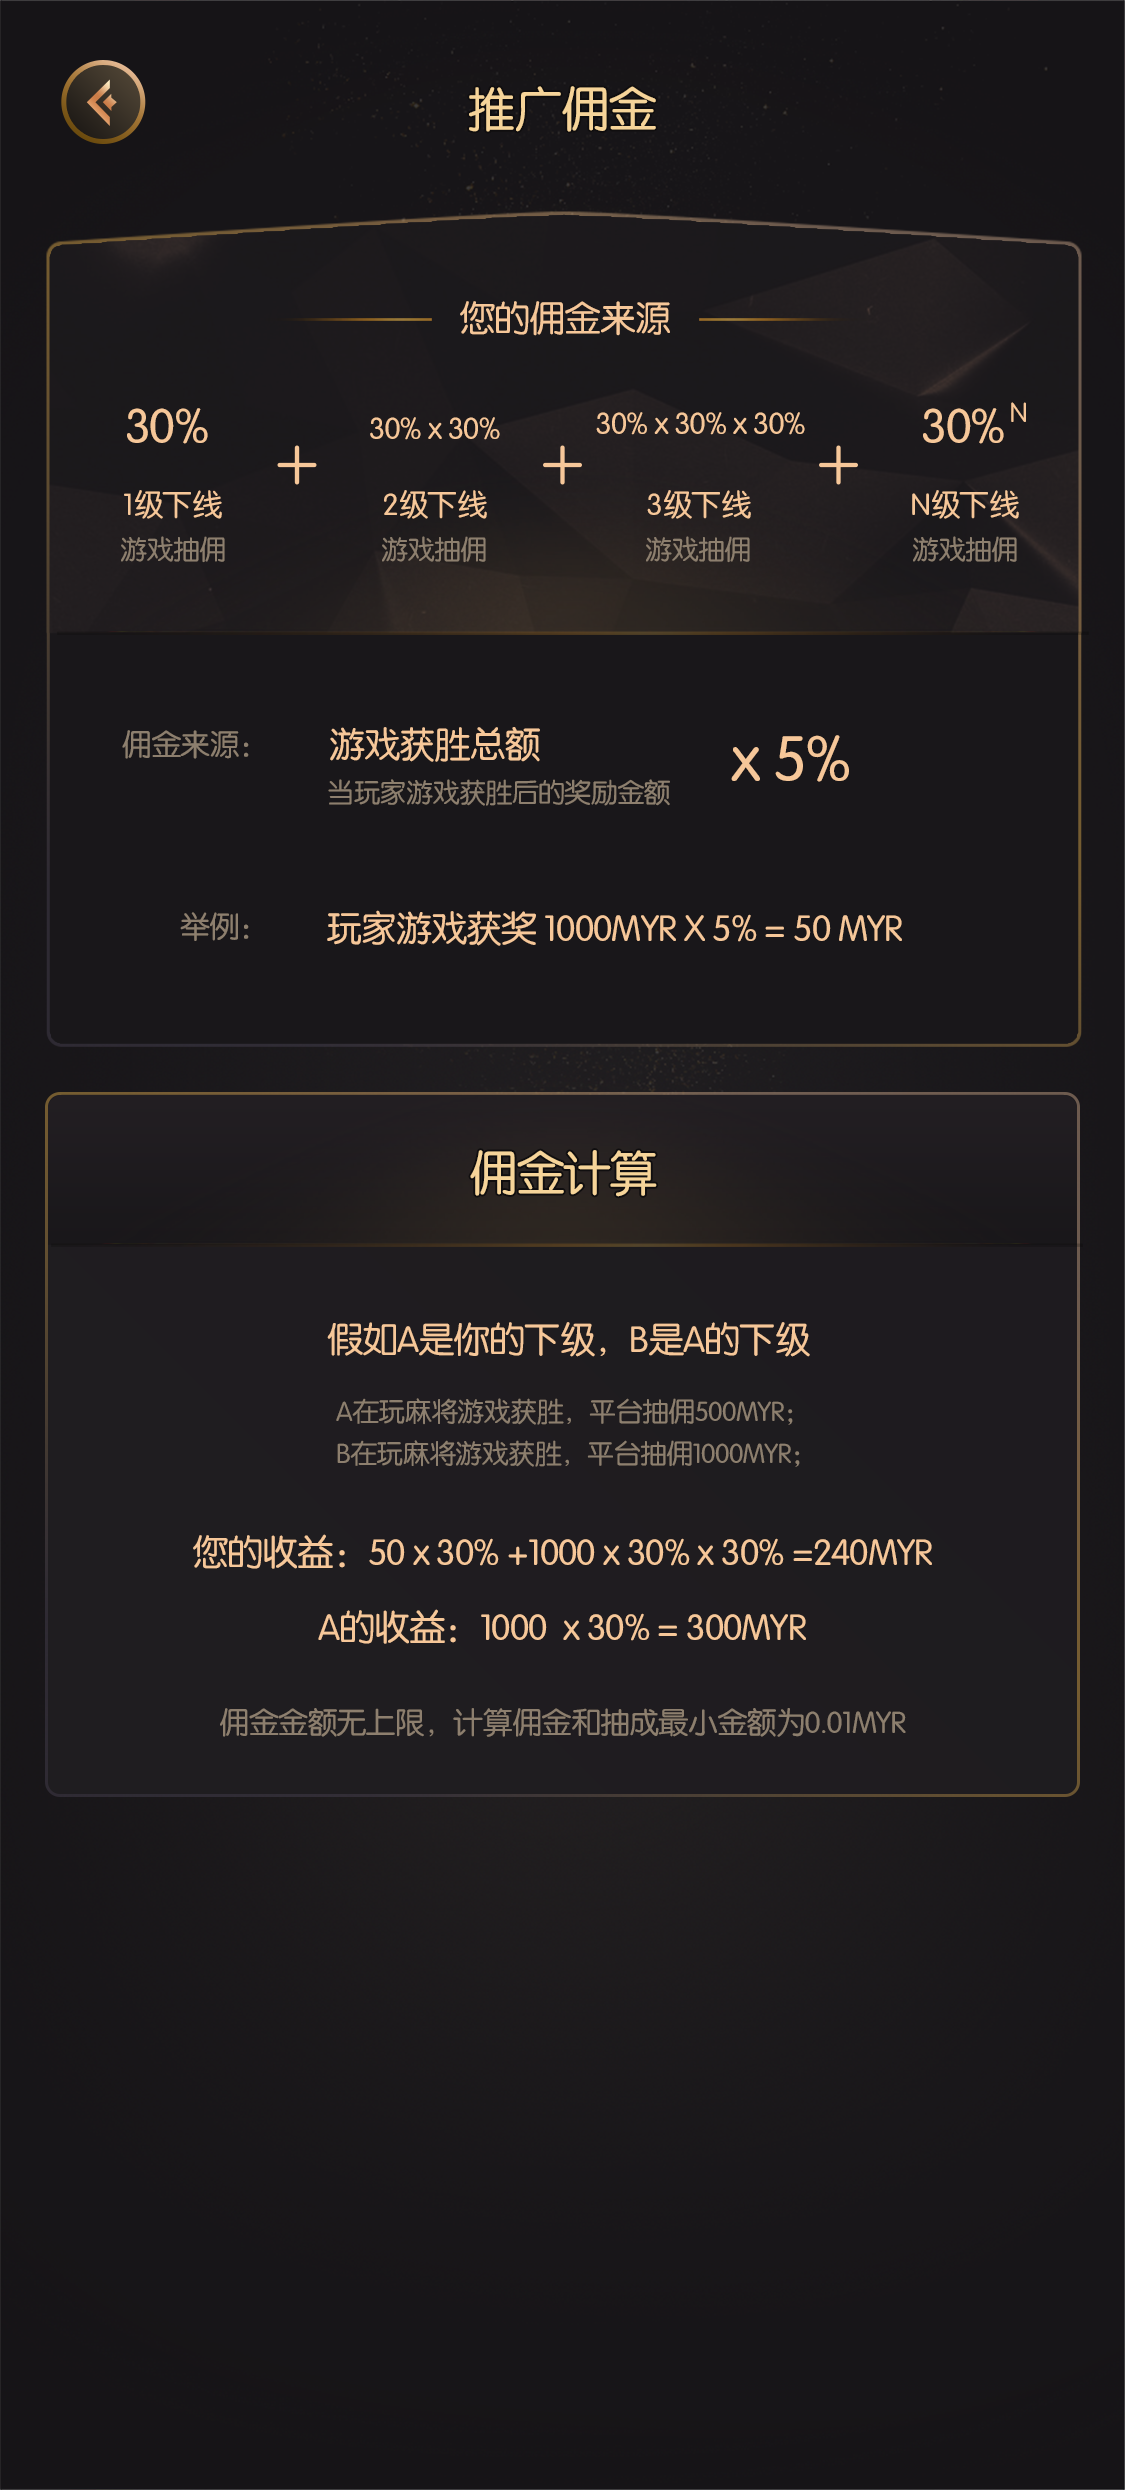 推广佣金
您的佣金来源
30% + 30% x 30% + 30% x 30% x 30% + 30% N
1级下线 2级下线 3级下线 N级下线
游戏抽佣 游戏抽佣 游戏抽佣 游戏抽佣
佣金来源： 游戏获胜总额 x 5%
当玩家游戏获胜后的奖励金额
举例： 玩家游戏获奖 1000MYR X 5% = 50 MYR
佣金计算
假如A是你的下级，B是A的下级
A在玩麻将游戏获胜，平台抽佣500MYR；
B在玩麻将游戏获胜，平台抽佣1000MYR；
您的收益：50 x 30% +1000 x 30% x 30% =240MYR
A的收益：1000 x 30% = 300MYR
佣金金额无上限，计算佣金和抽成最小金额为0.01MYR